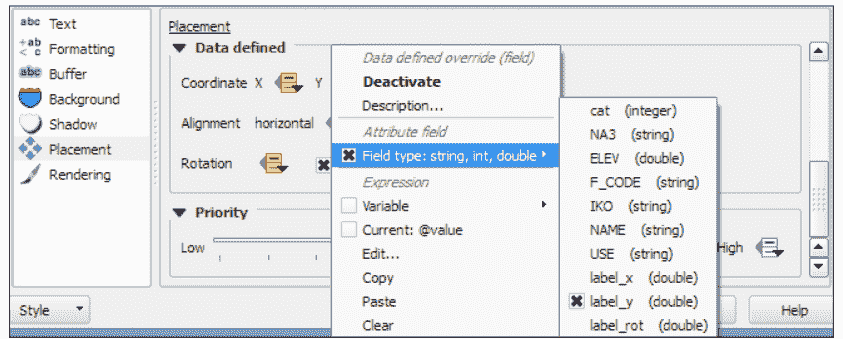 Text
Formatting
Buffer
Background
Shadow
Placement
Rendering
Style
Placement
Data defined
Coordinate X Y
Alignment horizontal
Rotation
Priority
Low
High
Help
Data defined override (field)
Deactivate
Description...
Attribute field
Field type: string, int, double
Expression
Variable
Current: @value
Edit...
Copy
Paste
Clear
cat (integer)
NA3 (string)
ELEV (double)
F_CODE (string)
IKO (string)
NAME (string)
USE (string)
label_x (double)
label_y (double)
label_rot (double)